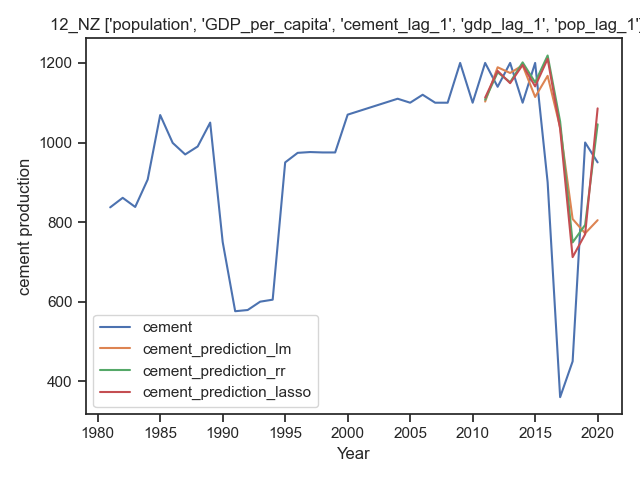 12_NZ ['population', 'GDP_per_capita', 'cement_lag_1', 'gdp_lag_1', 'pop_lag_1']
1200
1000
800
600
400
cement production
cement
cement_prediction_lm
cement_prediction_rr
cement_prediction_lasso
1980 1985 1990 1995 2000 2005 2010 2015 2020
Year